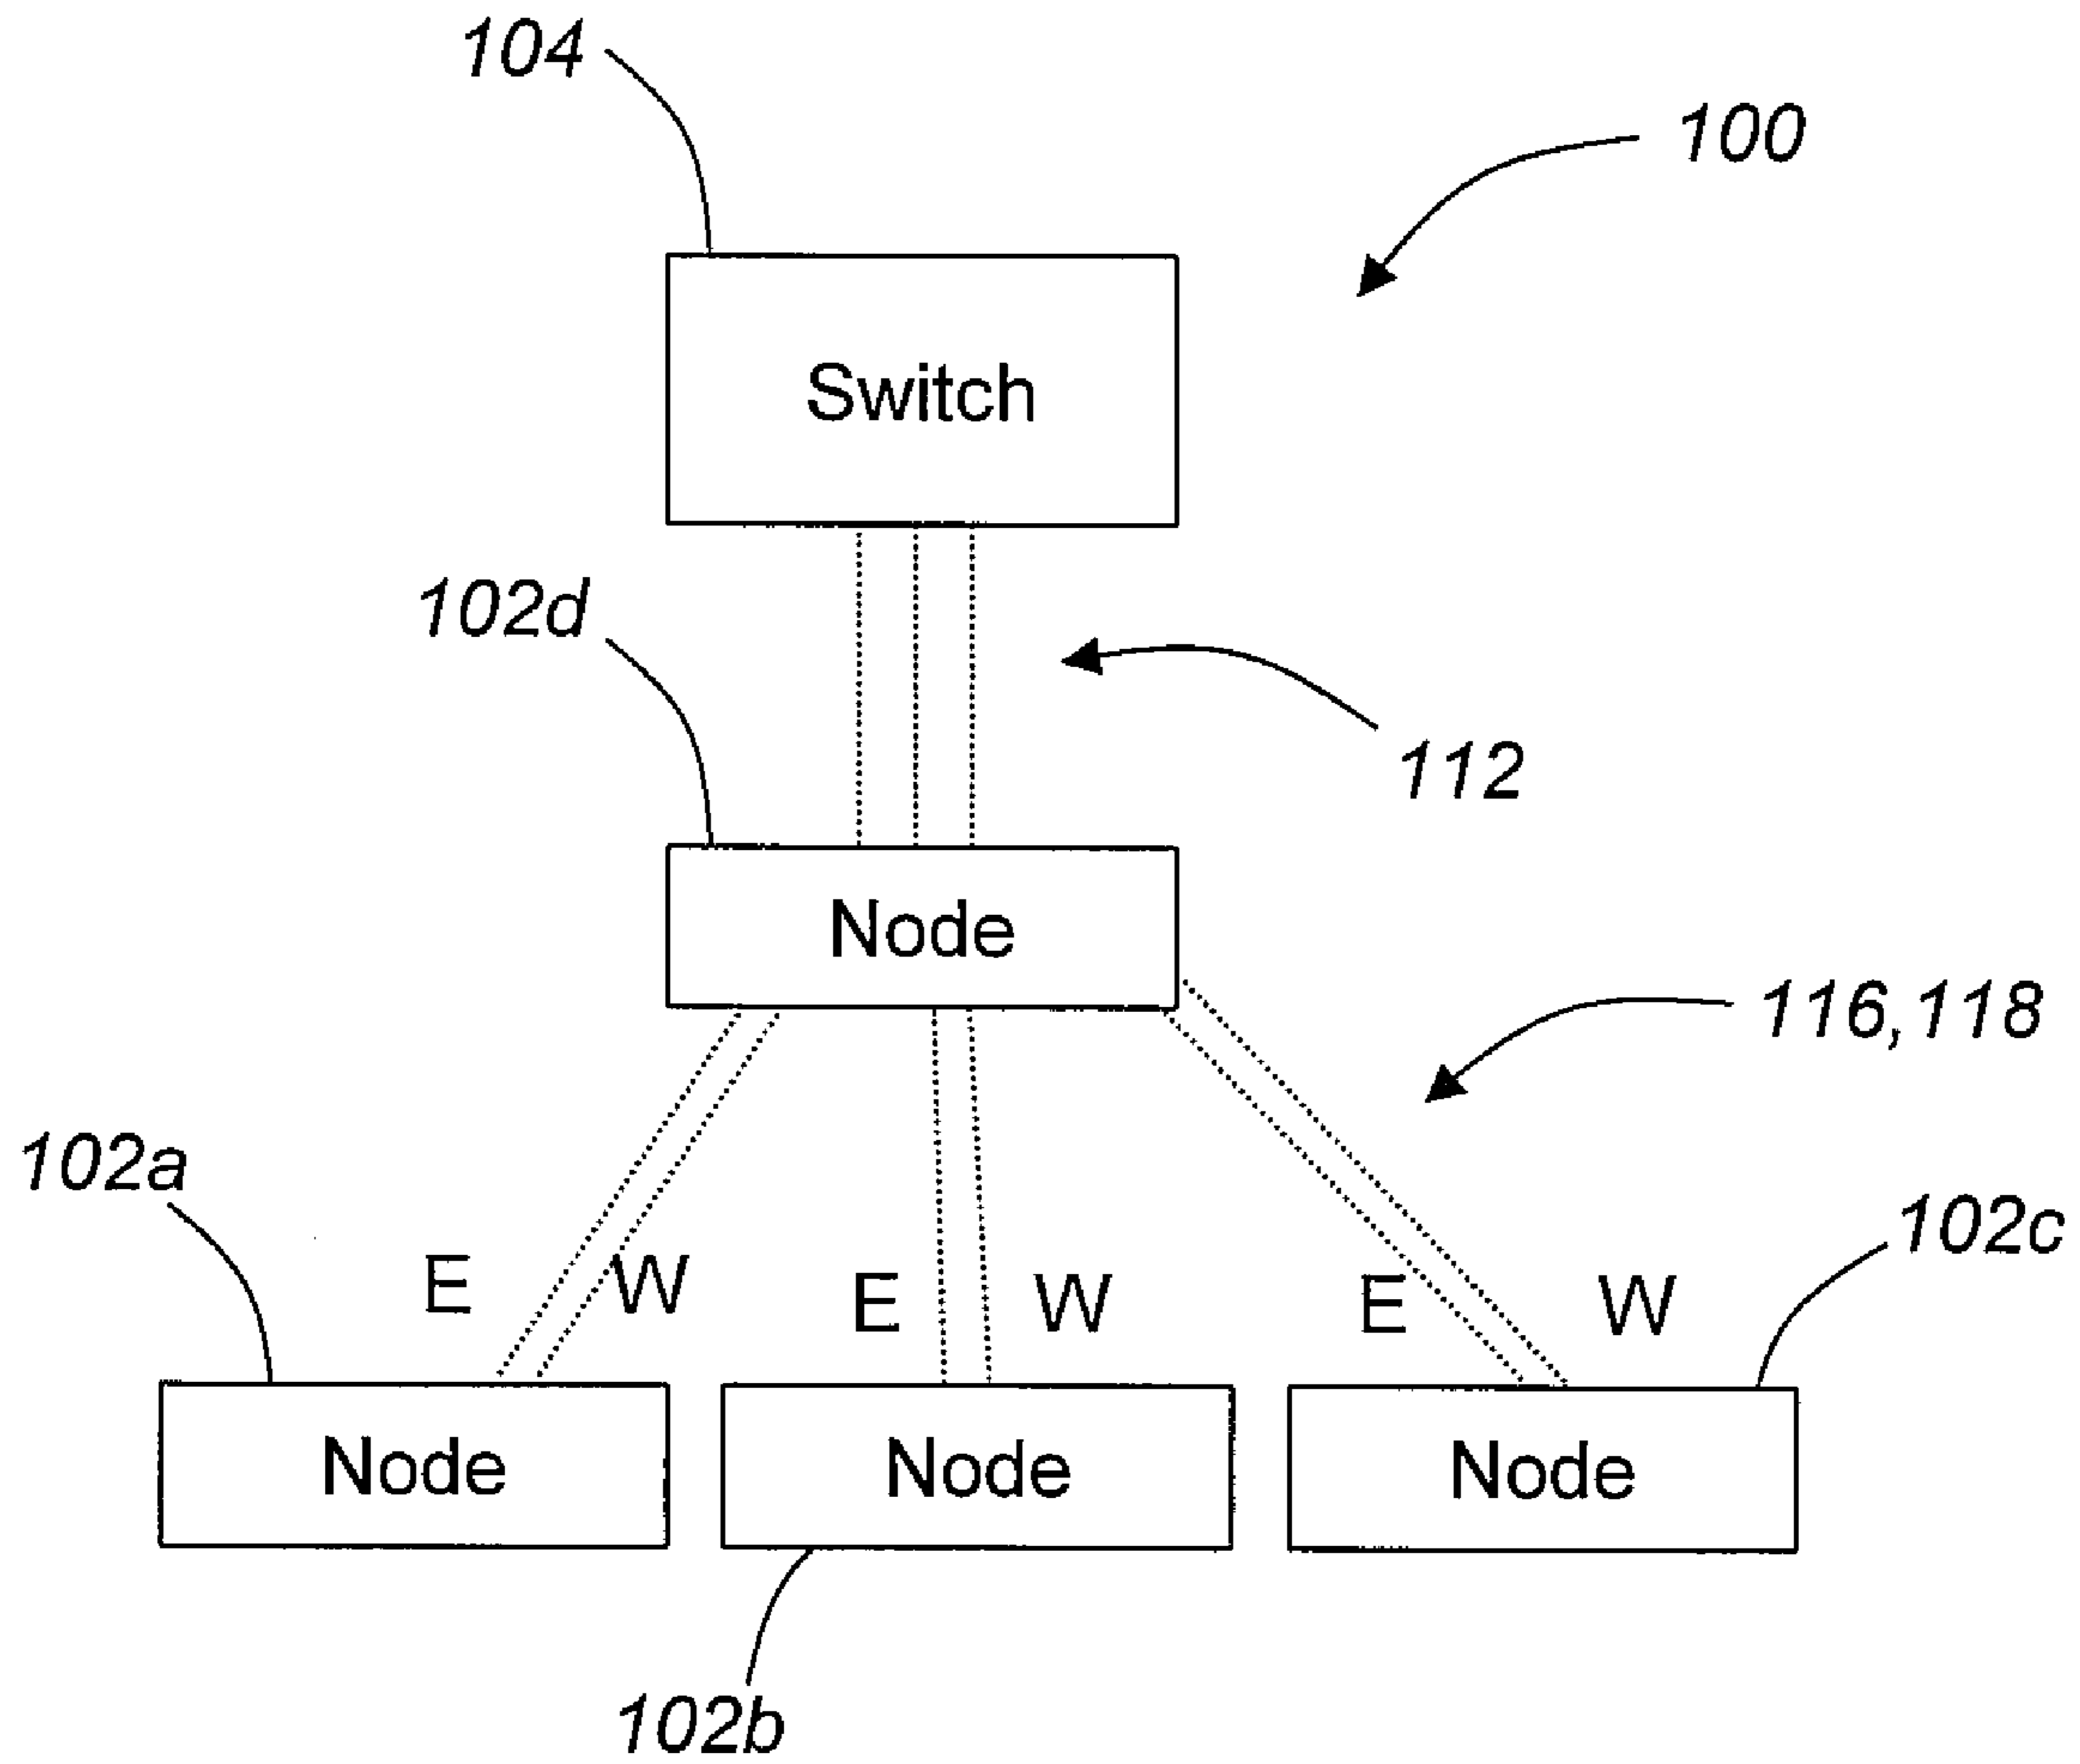 104
100
Switch
102d
112
Node
116,118
102a
102c
E W E W E W
Node Node Node
102b